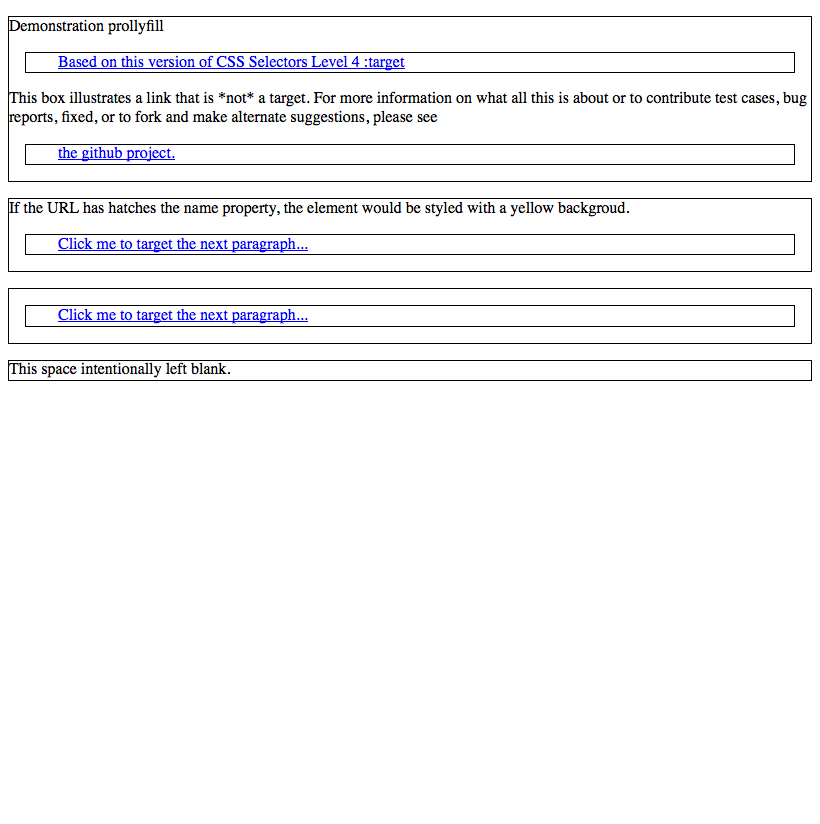 Demonstration prollyfill
Based on this version of CSS Selectors Level 4 :target
This box illustrates a link that is *not* a target. For more information on what all this is about or to contribute test cases, bug
reports, fixed, or to fork and make alternate suggestions, please see
the github project.
If the URL has hatches the name property, the element would be styled with a yellow backgroud.
Click me to target the next paragraph...
Click me to target the next paragraph...
This space intentionally left blank.